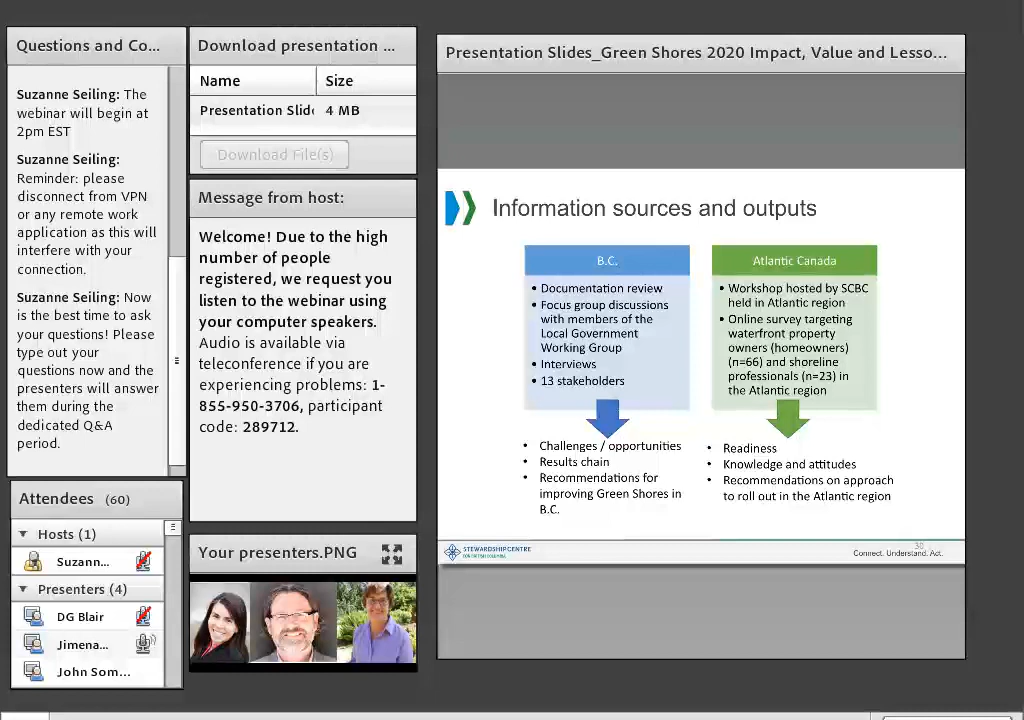 Questions and Co...
Suzanne Seiling: The
webinar will begin at
2pm EST
Suzanne Seiling:
Reminder: please
disconnect from VPN
or any remote work
application as this will
interfere with your
connection.
Suzanne Seiling: Now
is the best time to ask
your questions! Please
type out your
questions now and the
presenters will answer
them during the
dedicated Q&A
period.
Attendees (60)
Hosts (1)
Suzann...
Presenters (4)
DG Blair
Jimena...
John Som...
Download presentation ...
Name Size
Presentation Slid 4 MB
Download File(s)
Message from host:
Welcome! Due to the high
number of people
registered, we request you
listen to the webinar using
your computer speakers.
Audio is available via
teleconference if you are
experiencing problems: 1-
855-950-3706, participant
code: 289712.
Your presenters.PNG
Presentation Slides_Green Shores 2020 Impact, Value and Lesso...
Information sources and outputs
B.C.
• Documentation review
• Focus group discussions
with members of the
Local Government
Working Group
• Interviews
• 13 stakeholders
• Challenges / opportunities
• Results chain
• Recommendations for
improving Green Shores in
B.C.
Atlantic Canada
• Workshop hosted by SCBC
held in Atlantic region
• Online survey targeting
waterfront property
owners (homeowners)
(n=66) and shoreline
professionals (n=23) in
the Atlantic region
• Readiness
• Knowledge and attitudes
• Recommendations on approach
to roll out in the Atlantic region
STEWARDSHIP CENTRE
FOR BRITISH COLUMBIA
30
Connect. Understand. Act.